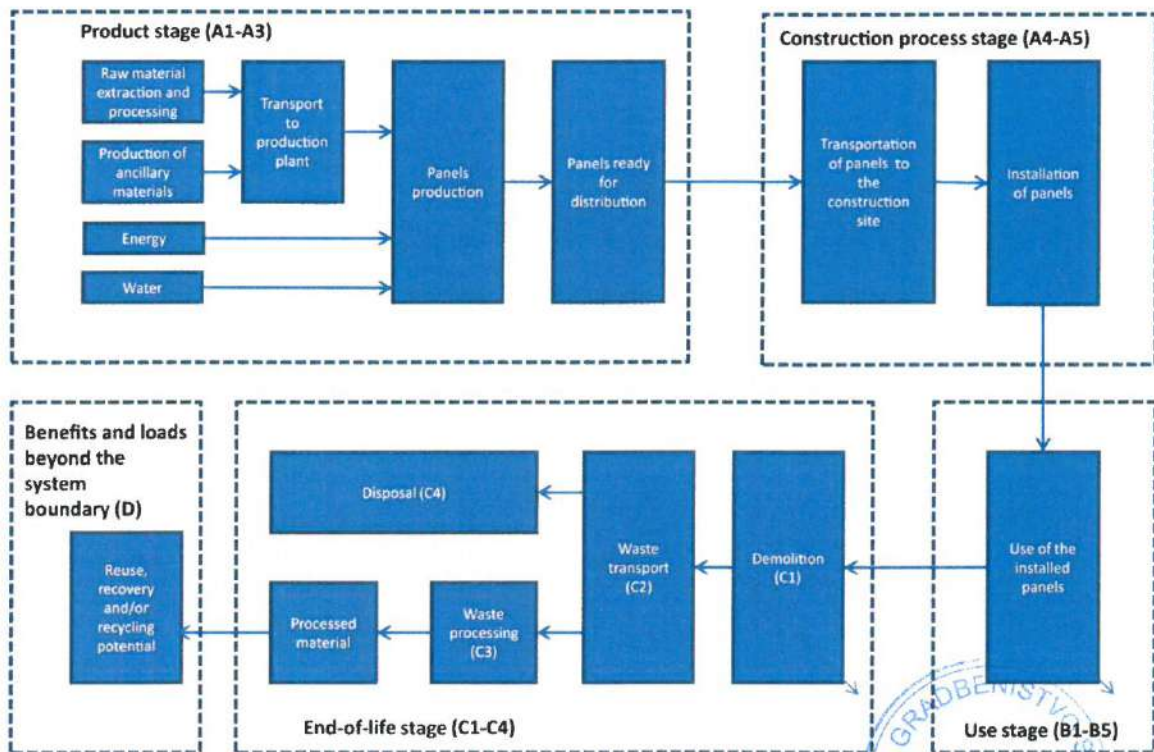 Product stage (A1-A3)
Raw material
extraction and
processing
Production of
ancillary
materials
Energy
Water
Transport
to
production
plant
Panels
production
Panels ready
for
distribution
Construction process stage (A4-A5)
Transportation
of panels to
the
construction
site
Installation
of panels
Benefits and loads
beyond the
system
boundary (D)
Reuse,
recovery
and/or
recycling
potential
Disposal (C4)
Processed
material
Waste
processing
(C3)
Waste
transport
(C2)
Demolition
(C1)
End-of-life stage (C1-C4)
Use of the
installed
panels
GRADBENIŠTVO
Use stage (B1-B5)